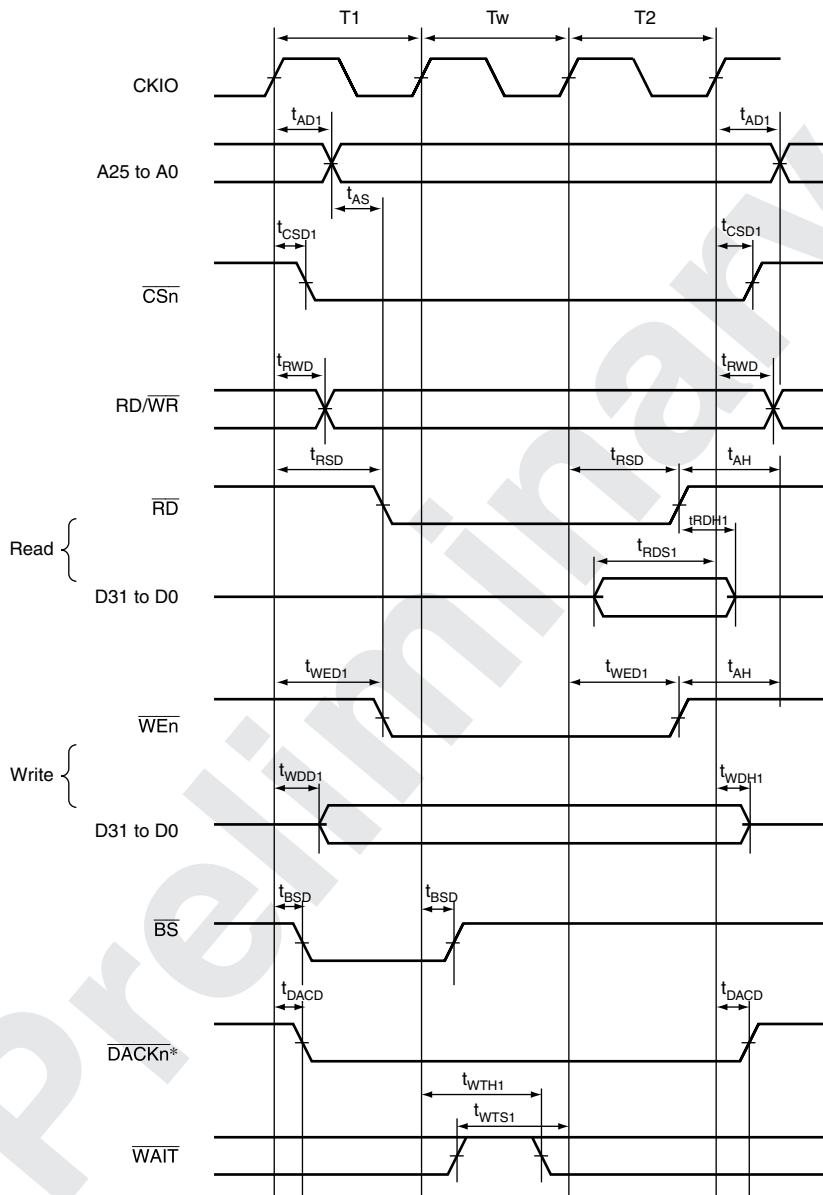 T1 Tw T2
CKIO
tAD1 tAD1
A25 to A0
tAS
tCSD1 tCSD1
CSn
tRWD tRWD
RD/WR
tRSD tRSD tAH
RD
tRDH1
Read
tRDS1
D31 to D0
tWED1 tWED1 tAH
WEn
Write
tWDD1 tWDH1
D31 to D0
tBSD tBSD
BS
tDACD tDACD
DACKn*
tWTH1
tWTS1
WAIT
Preliminary